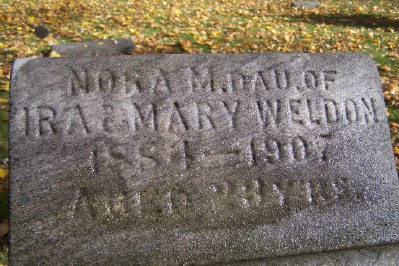 NORA M. DAU. OF
IRA & MARY WELDON
1884 – 1907
AGED 23 YRS.